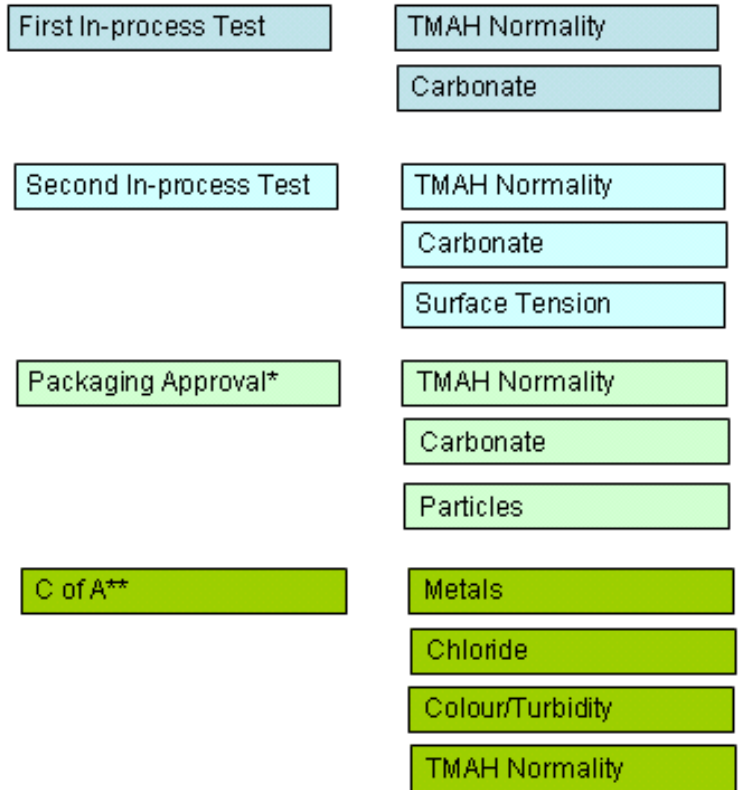 First In-process Test
TMAH Normality
Carbonate
Second In-process Test
TMAH Normality
Carbonate
Surface Tension
Packaging Approval*
TMAH Normality
Carbonate
Particles
C of A**
Metals
Chloride
Colour/Turbidity
TMAH Normality